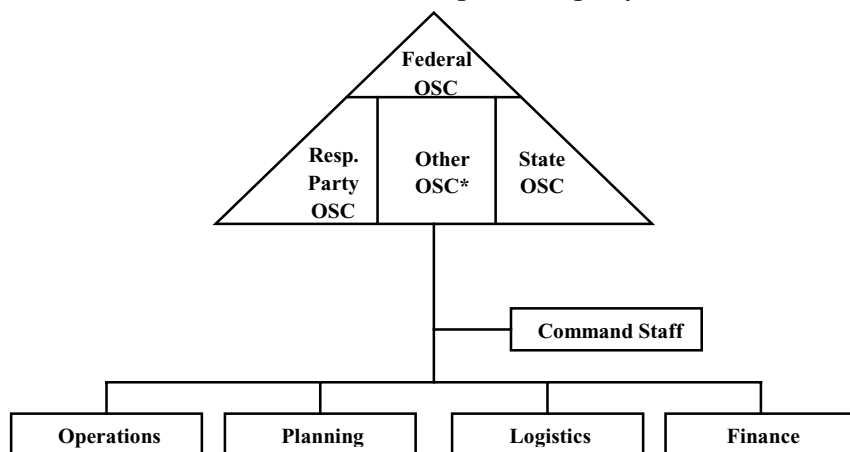 Federal
OSC
Resp.
Party
OSC
Other
OSC*
State
OSC
Command Staff
Operations
Planning
Logistics
Finance